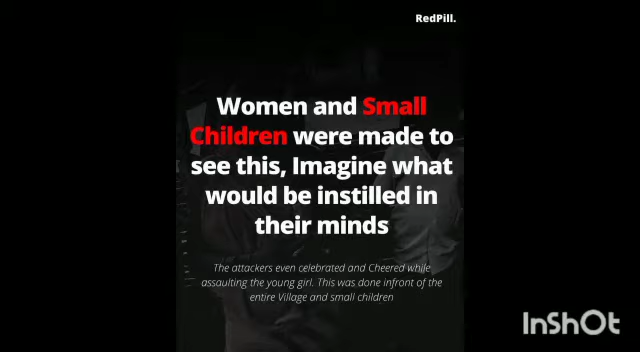 RedPill.
Women and Small
Children were made to
see this, Imagine what
would be instilled in
their minds
The attackers even celebrated and Cheered while
assaulting the young girl. This was done infront of the
entire Village and small children
InShOt